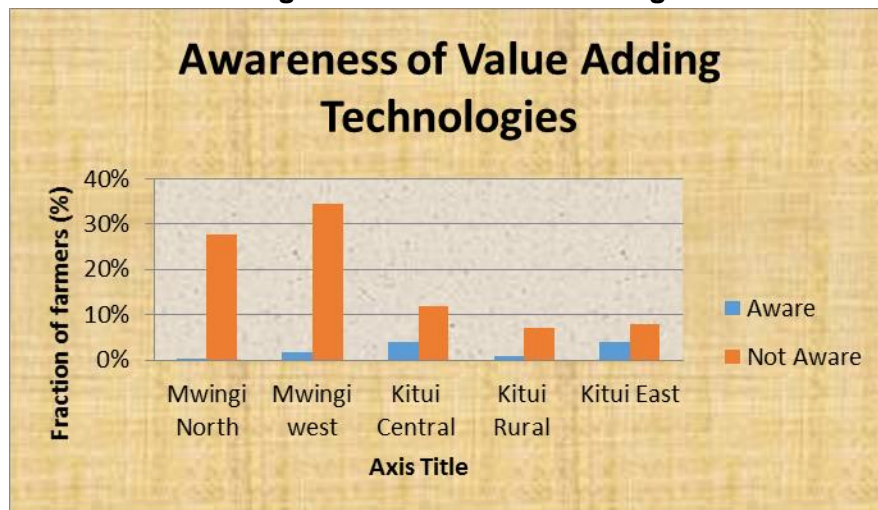 Awareness of Value Adding
Technologies
Fraction of farmers (%)
40%
30%
20%
10%
0%
Mwingi North
Mwingi west
Kitui Central
Kitui Rural
Kitui East
Axis Title
Aware
Not Aware